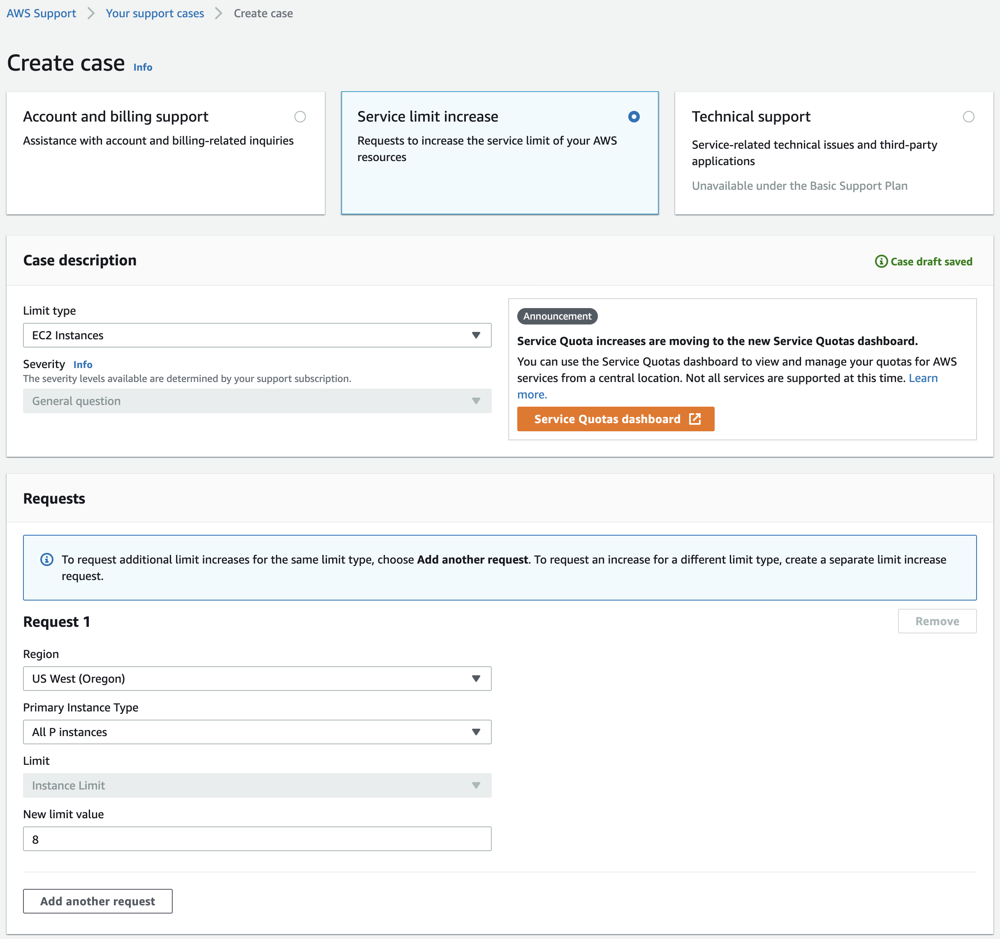 AWS Support > Your support cases > Create case
Create case Info
Account and billing support
Assistance with account and billing-related inquiries
Service limit increase
Requests to increase the service limit of your AWS
resources
Technical support
Service-related technical issues and third-party
applications
Unavailable under the Basic Support Plan
Case description
Case draft saved
Limit type
EC2 Instances
Severity Info
The severity levels available are determined by your support subscription.
General question
Announcement
Service Quota increases are moving to the new Service Quotas dashboard.
You can use the Service Quotas dashboard to view and manage your quotas for AWS
services from a central location. Not all services are supported at this time. Learn
more.
Service Quotas dashboard
Requests
To request additional limit increases for the same limit type, choose Add another request. To request an increase for a different limit type, create a separate limit increase
request.
Request 1
Remove
Region
US West (Oregon)
Primary Instance Type
All P instances
Limit
Instance Limit
New limit value
8
Add another request